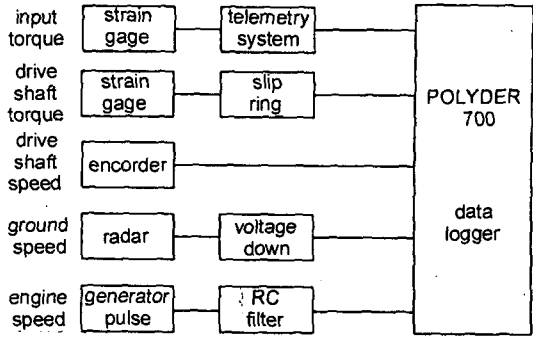 input torque
strain gage
telemetry system
drive shaft torque
strain gage
slip ring
POLYDER 700
drive shaft speed
encorder
data logger
ground speed
radar
voltage down
engine speed
generator pulse
RC filter